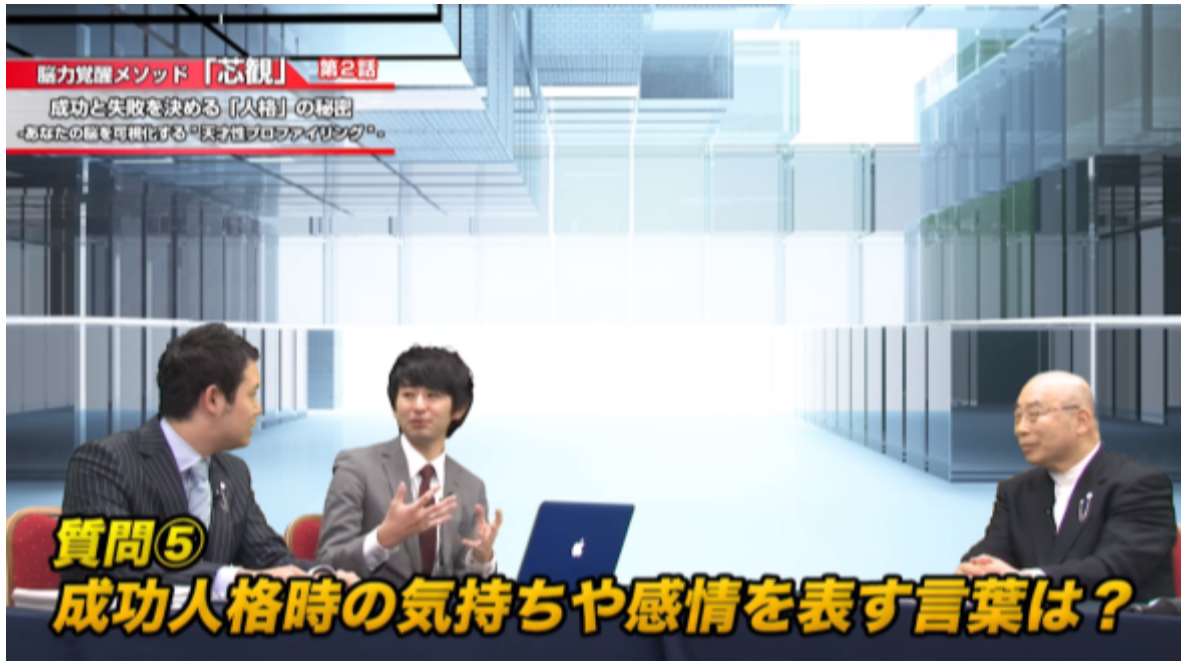 脳力覚醒メソッド「芯観」 第2話
成功と失敗を決める「人格」の秘密
-あなたの脳を可視化する"天才性プロファイリング"-
質問⑤
成功人格時の気持ちや感情を表す言葉は？